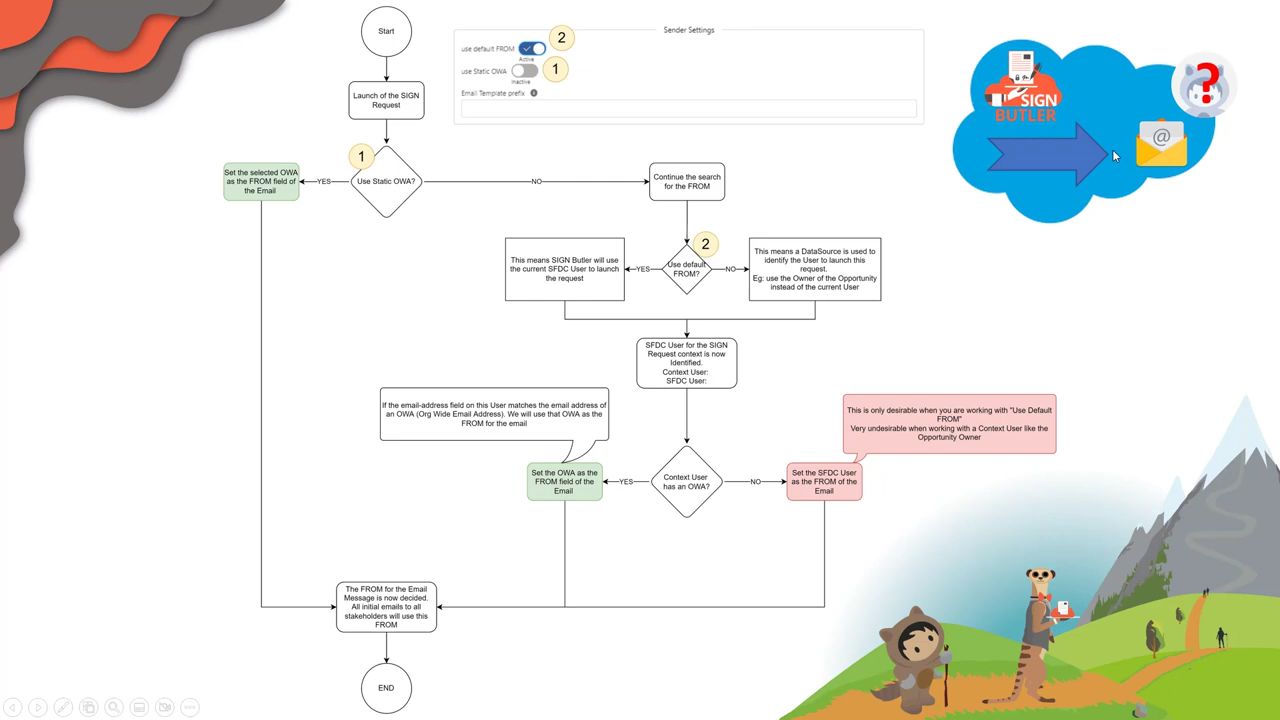 Start
Sender Settings
use default FROM
Active
2
use Static OWA
Inactive
1
Email Template prefix
SIGN
BUTLER
?
@
Launch of the SIGN
Request
1
Use Static OWA?
YES
Set the selected OWA
as the FROM field of
the Email
NO
Continue the search
for the FROM
2
Use default
FROM?
YES
This means SIGN Butler will use
the current SFDC User to launch
the request
NO
This means a DataSource is used to
identify the User to launch this
request.
Eg: use the Owner of the Opportunity
instead of the current User
SFDC User for the SIGN
Request context is now
Identified.
Context User:
SFDC User:
If the email-address field on this User matches the email address of
an OWA (Org Wide Email Address). We will use that OWA as the
FROM for the email
This is only desirable when you are working with "Use Default
FROM"
Very undesirable when working with a Context User like the
Opportunity Owner
Set the OWA as the
FROM field of the
Email
YES
Context User
has an OWA?
NO
Set the SFDC User
as the FROM of the
Email
The FROM for the Email
Message is now decided.
All initial emails to all
stakeholders will use this
FROM
END